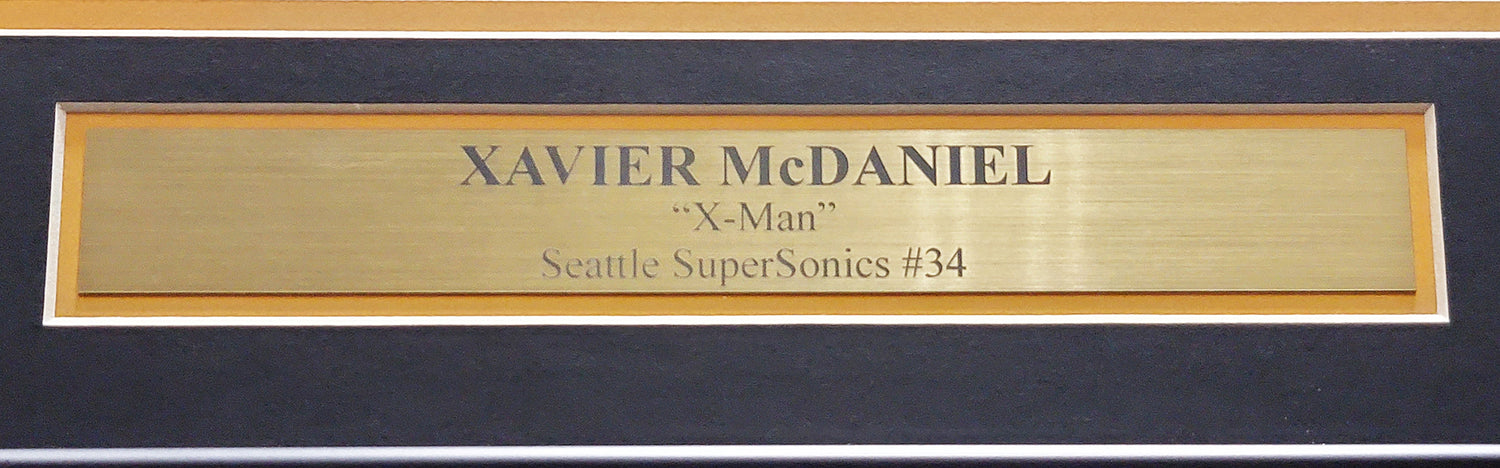 XAVIER McDANIEL
“X-Man”
Seattle SuperSonics #34